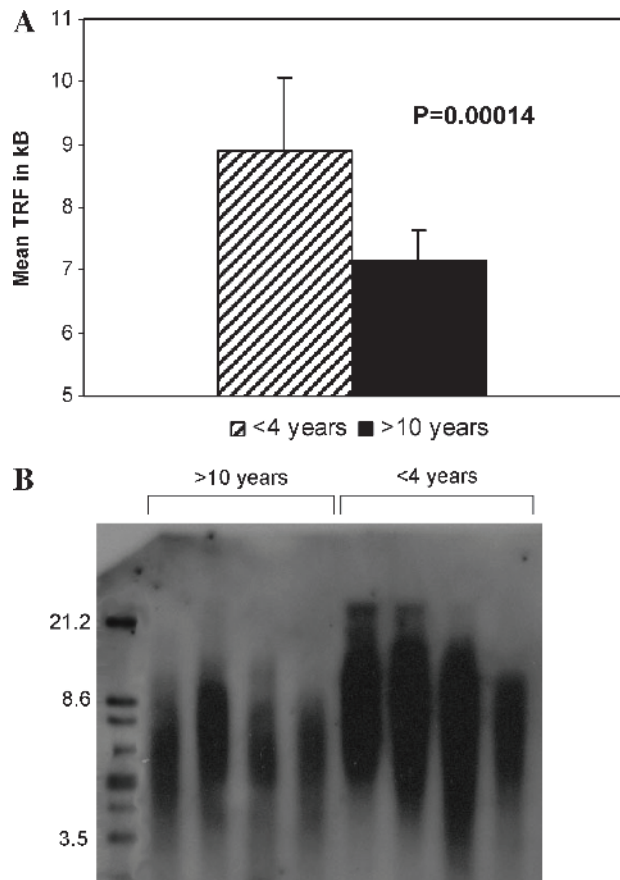 A
11
10
9
8
7
6
5
Mean TRF in kB
P=0.00014
<4 years >10 years
B
>10 years <4 years
21.2
8.6
3.5